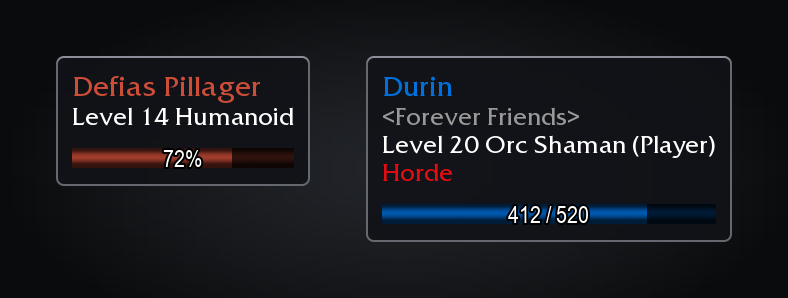 Defias Pillager
Level 14 Humanoid
72%
Durin
<Forever Friends>
Level 20 Orc Shaman (Player)
Horde
412 / 520